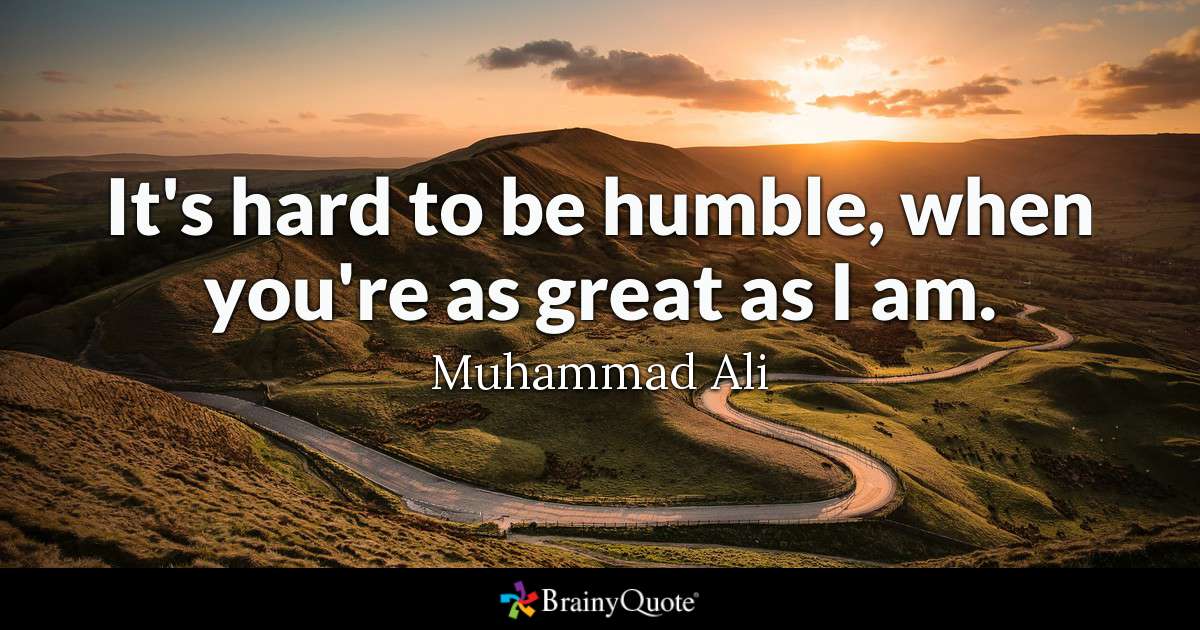 It's hard to be humble, when
you're as great as I am.
Muhammad Ali
BrainyQuote®